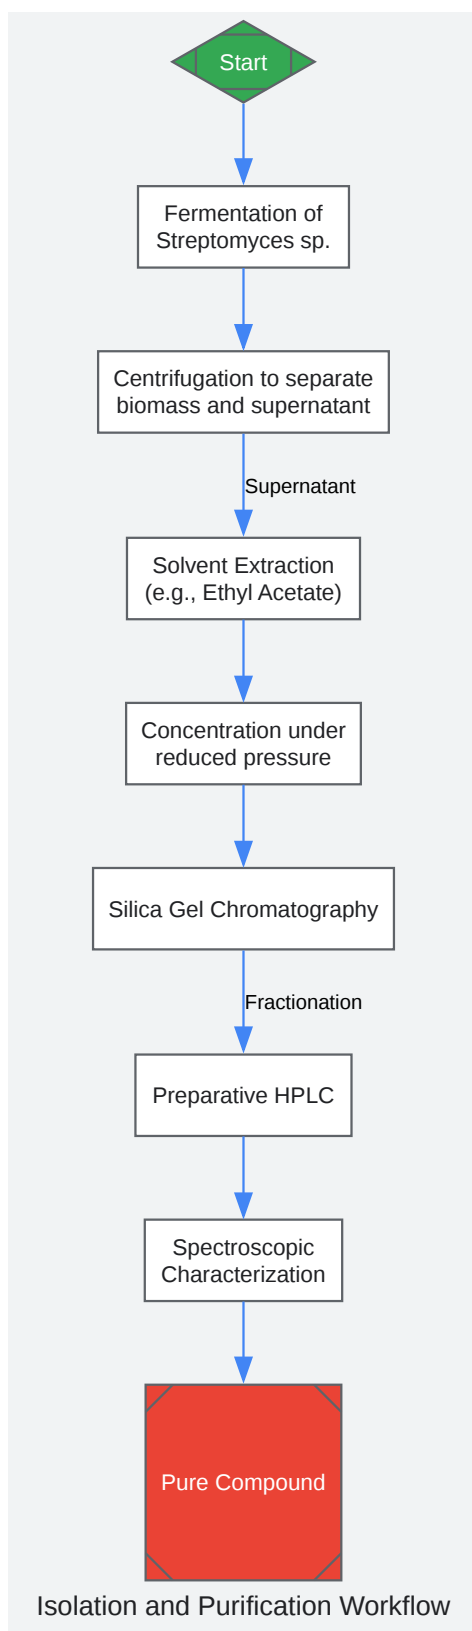 Start
Fermentation of
Streptomyces sp.
Centrifugation to separate
biomass and supernatant
Supernatant
Solvent Extraction
(e.g., Ethyl Acetate)
Concentration under
reduced pressure
Silica Gel Chromatography
Fractionation
Preparative HPLC
Spectroscopic
Characterization
Pure Compound
Isolation and Purification Workflow